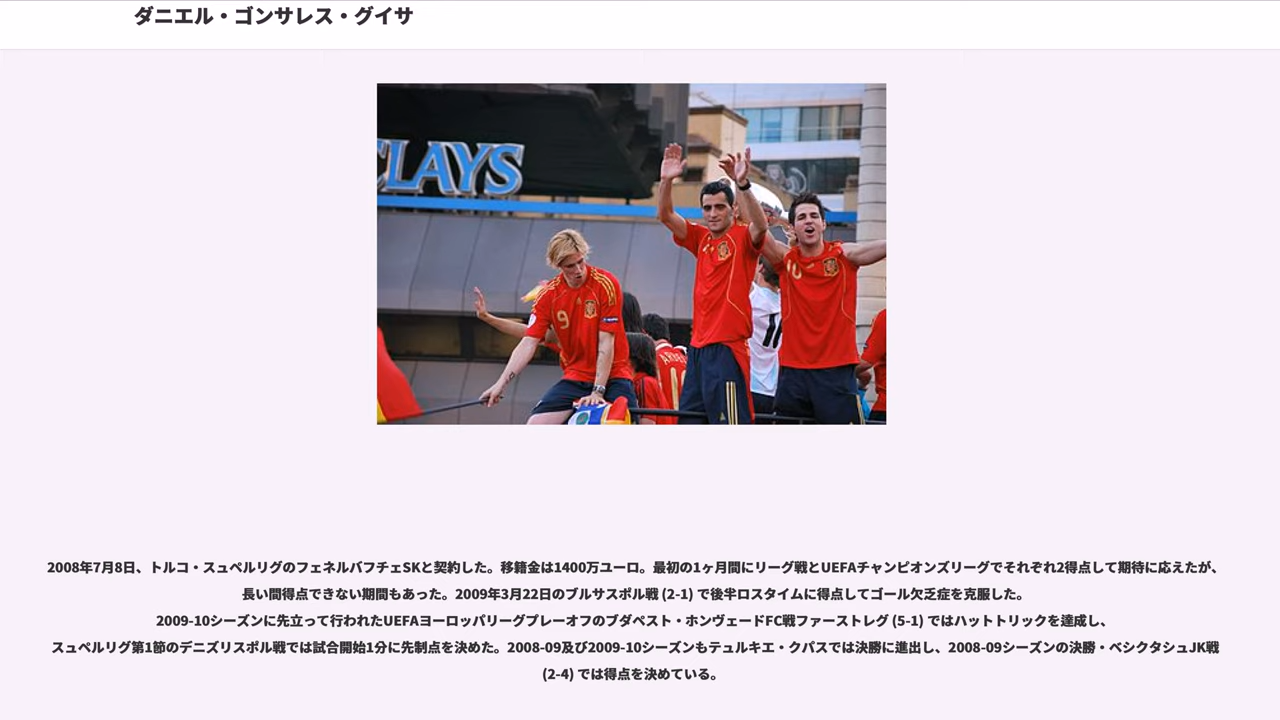 ダニエル・ゴンサレス・グイサ
CLAYS
9
10
2008年7月8日、トルコ・スュペルリグのフェネルバフチェSKと契約した。移籍金は1400万ユーロ。最初の1ヶ月間にリーグ戦とUEFAチャンピオンズリーグでそれぞれ2得点して期待に応えたが、
長い間得点できない期間もあった。2009年3月22日のブルサスポル戦 (2-1) で後半ロスタイムに得点してゴール欠乏症を克服した。
2009-10シーズンに先立って行われたUEFAヨーロッパリーグプレーオフのブダペスト・ホンヴェードFC戦ファーストレグ (5-1) ではハットトリックを達成し、
スュペルリグ第1節のデニズリスポル戦では試合開始1分に先制点を決めた。2008-09及び2009-10シーズンもテュルキエ・クパスでは決勝に進出し、2008-09シーズンの決勝・ベシクタシュJK戦
(2-4) では得点を決めている。